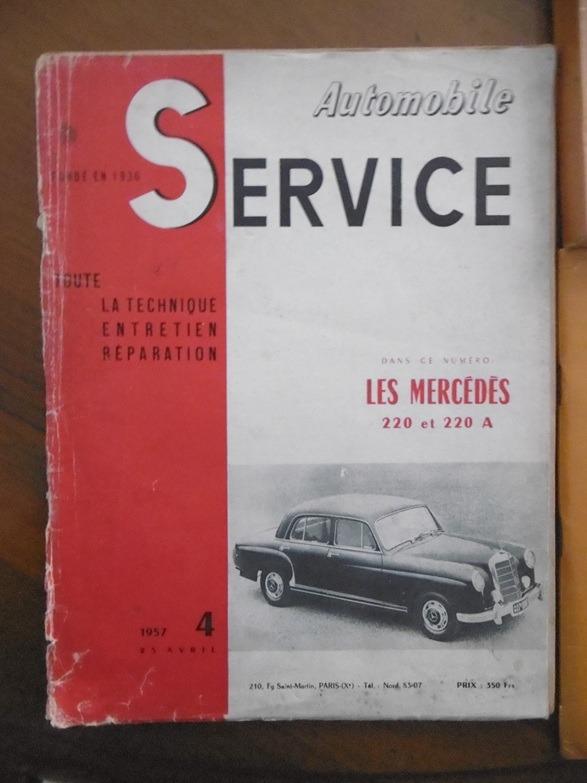 Automobile
SERVICE
FONDÉ EN 1936
TOUTE
LA TECHNIQUE
ENTRETIEN
RÉPARATION
DANS CE NUMÉRO:
LES MERCÉDÈS
220 et 220 A
1957 4
25 AVRIL
210, Fg Saint-Martin, PARIS-(Xe) - Tél. : Nord. 83-07 PRIX : 350 Frs